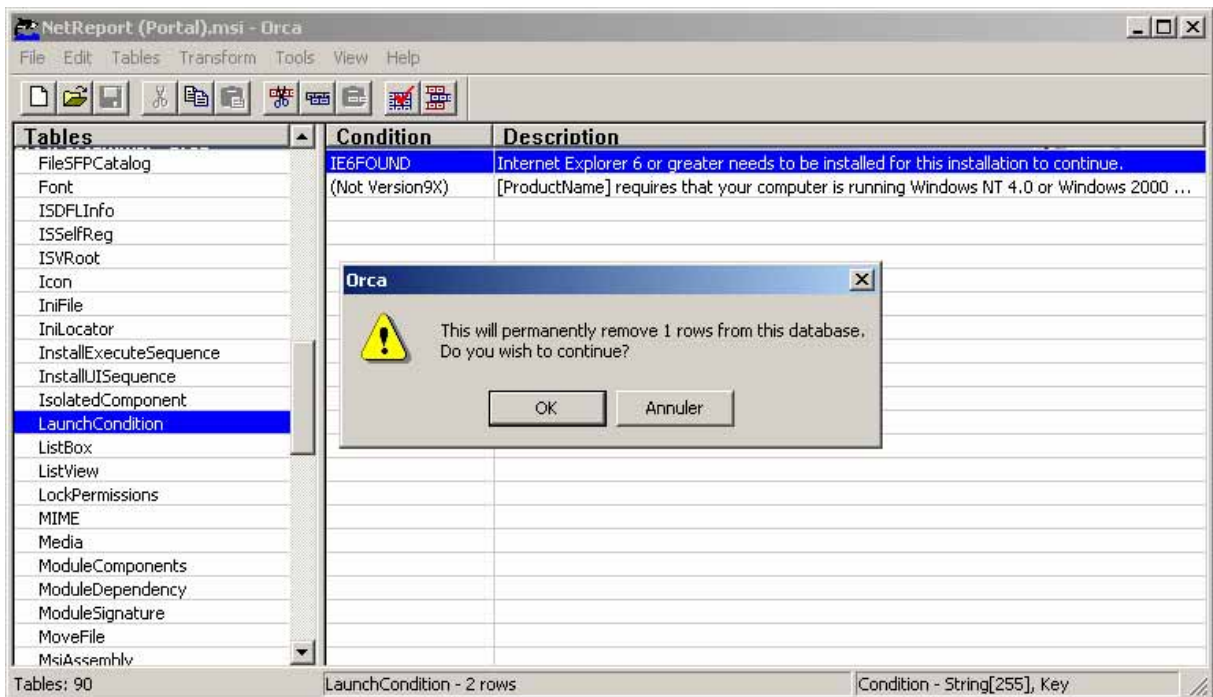 NetReport (Portal).msi - Orca
File Edit Tables Transform Tools View Help
Tables
Condition Description
FileSFPCatalog
IE6FOUND Internet Explorer 6 or greater needs to be installed for this installation to continue.
Font
(Not Version9X) [ProductName] requires that your computer is running Windows NT 4.0 or Windows 2000 ...
ISDFLInfo
ISSelfReg
ISVRoot
Icon
IniFile
IniLocator
InstallExecuteSequence
InstallUISequence
IsolatedComponent
LaunchCondition
ListBox
ListView
LockPermissions
MIME
Media
ModuleComponents
ModuleDependency
ModuleSignature
MoveFile
MsiAssembly
Orca
This will permanently remove 1 rows from this database.
Do you wish to continue?
OK Annuler
Tables: 90 LaunchCondition - 2 rows Condition - String[255], Key